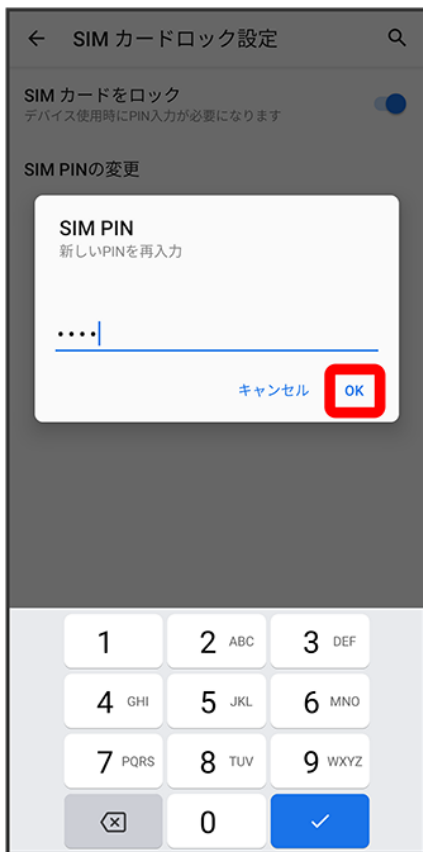 SIM カードロック設定
SIM カードをロック
デバイス使用時にPIN入力が必要になります
SIM PINの変更
SIM PIN
新しいPINを再入力
••••
キャンセル OK
1 2 ABC 3 DEF
4 GHI 5 JKL 6 MNO
7 PQRS 8 TUV 9 WXYZ
0